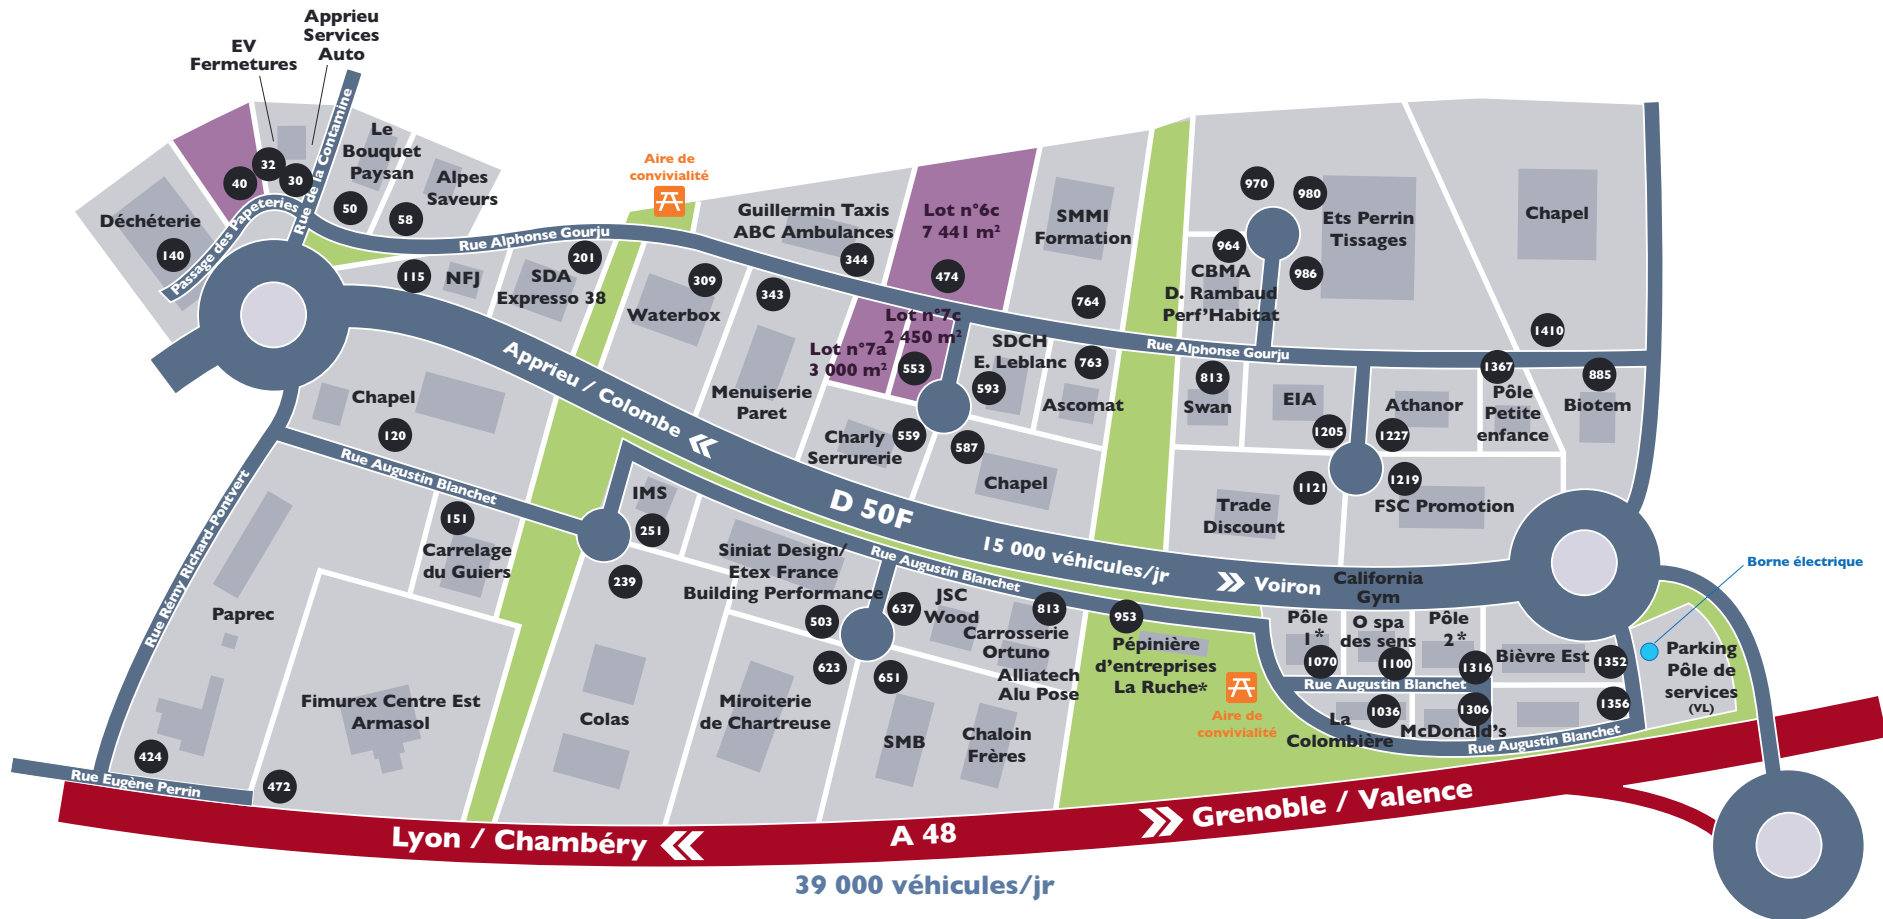 Apprieu
Services
Auto
EV
Fermetures
Rue de la Contamine
Le
Bouquet
Paysan
Alpes
Saveurs
32
40
30
50
58
Déchéterie
140
Passage des Papeteries
Aire de
convivialité
Rue Alphonse Gourju
115
NFJ
SDA
Expresso 38
201
309
Waterbox
343
Guillermin Taxis
ABC Ambulances
344
Lot n°6c
7 441 m²
474
SMMI
Formation
764
970
980
Ets Perrin
Tissages
964
986
CBMA
D. Rambaud
Perf'Habitat
Chapel
1410
Lot n°7c
2 450 m²
Lot n°7a
3 000 m²
553
SDCH
E. Leblanc
593
763
Ascomat
Rue Alphonse Gourju
813
Swan
EIA
1205
Athanor
1227
1367
Pôle
Petite
enfance
885
Biotem
Menuiserie
Paret
Charly
Serrurerie
559
587
Chapel
1121
Trade
Discount
1219
FSC Promotion
Apprieu / Colombe
D 50F
15 000 véhicules/jr
Voiron
Chapel
120
Rue Augustin Blanchet
Rue Rémy Richard-Pontvert
151
Carrelage
du Guiers
IMS
251
239
Siniat Design/
Etex France
Building Performance
503
Rue Augustin Blanchet
637
JSC
Wood
813
Carrosserie
Ortuno
Alliatech
Alu Pose
953
Pépinière
d'entreprises
La Ruche*
Aire de
convivialité
California
Gym
Pôle
1*
1070
O spa
des sens
1100
Pôle
2*
1316
Bièvre Est
1352
Borne électrique
Parking
Pôle de
services
(VL)
Rue Augustin Blanchet
1036
La
Colombière
1306
McDonald's
1356
Rue Augustin Blanchet
Paprec
424
Fimurex Centre Est
Armasol
472
Colas
623
Miroiterie
de Chartreuse
651
SMB
Chaloin
Frères
Rue Eugène Perrin
Lyon / Chambéry
A 48
Grenoble / Valence
39 000 véhicules/jr